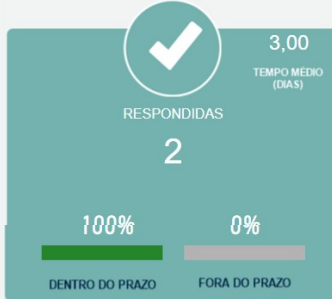 3,00
TEMPO MÉDIO
(DIAS)
RESPONDIDAS
2
100%
0%
DENTRO DO PRAZO
FORA DO PRAZO